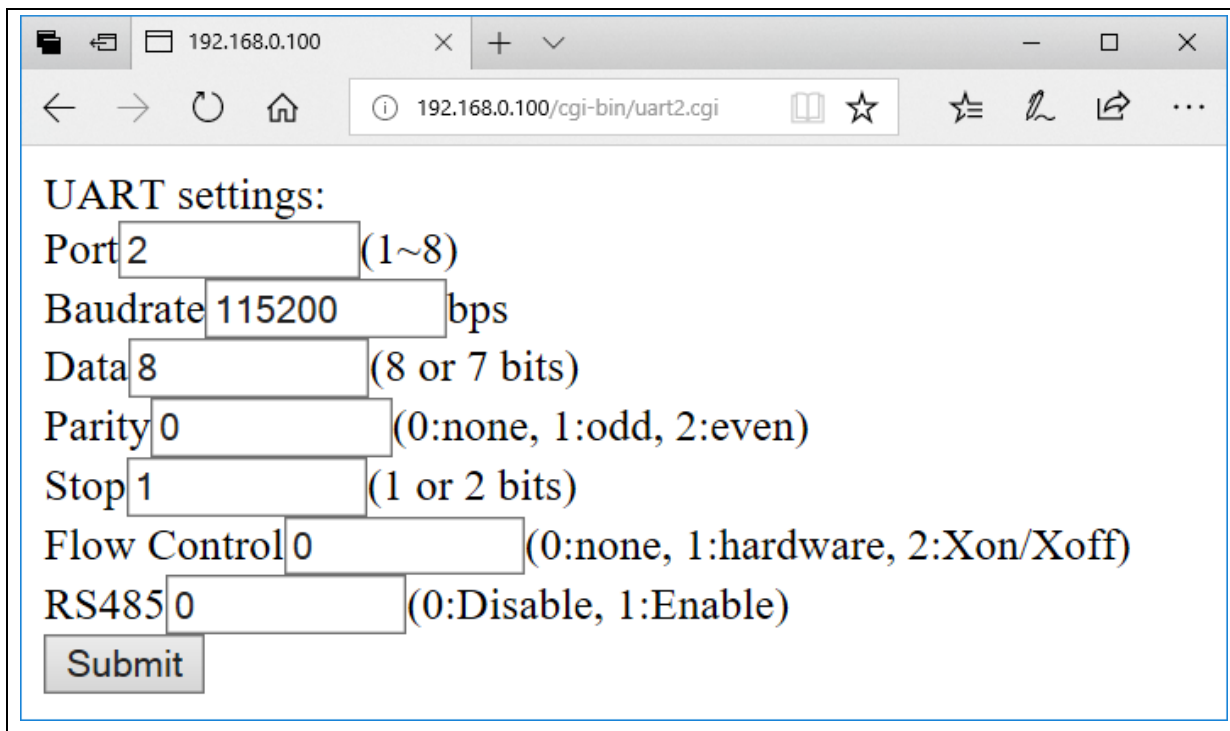 192.168.0.100
192.168.0.100/cgi-bin/uart2.cgi
UART settings:
Port 2 (1~8)
Baudrate 115200 bps
Data 8 (8 or 7 bits)
Parity 0 (0:none, 1:odd, 2:even)
Stop 1 (1 or 2 bits)
Flow Control 0 (0:none, 1:hardware, 2:Xon/Xoff)
RS485 0 (0:Disable, 1:Enable)
Submit